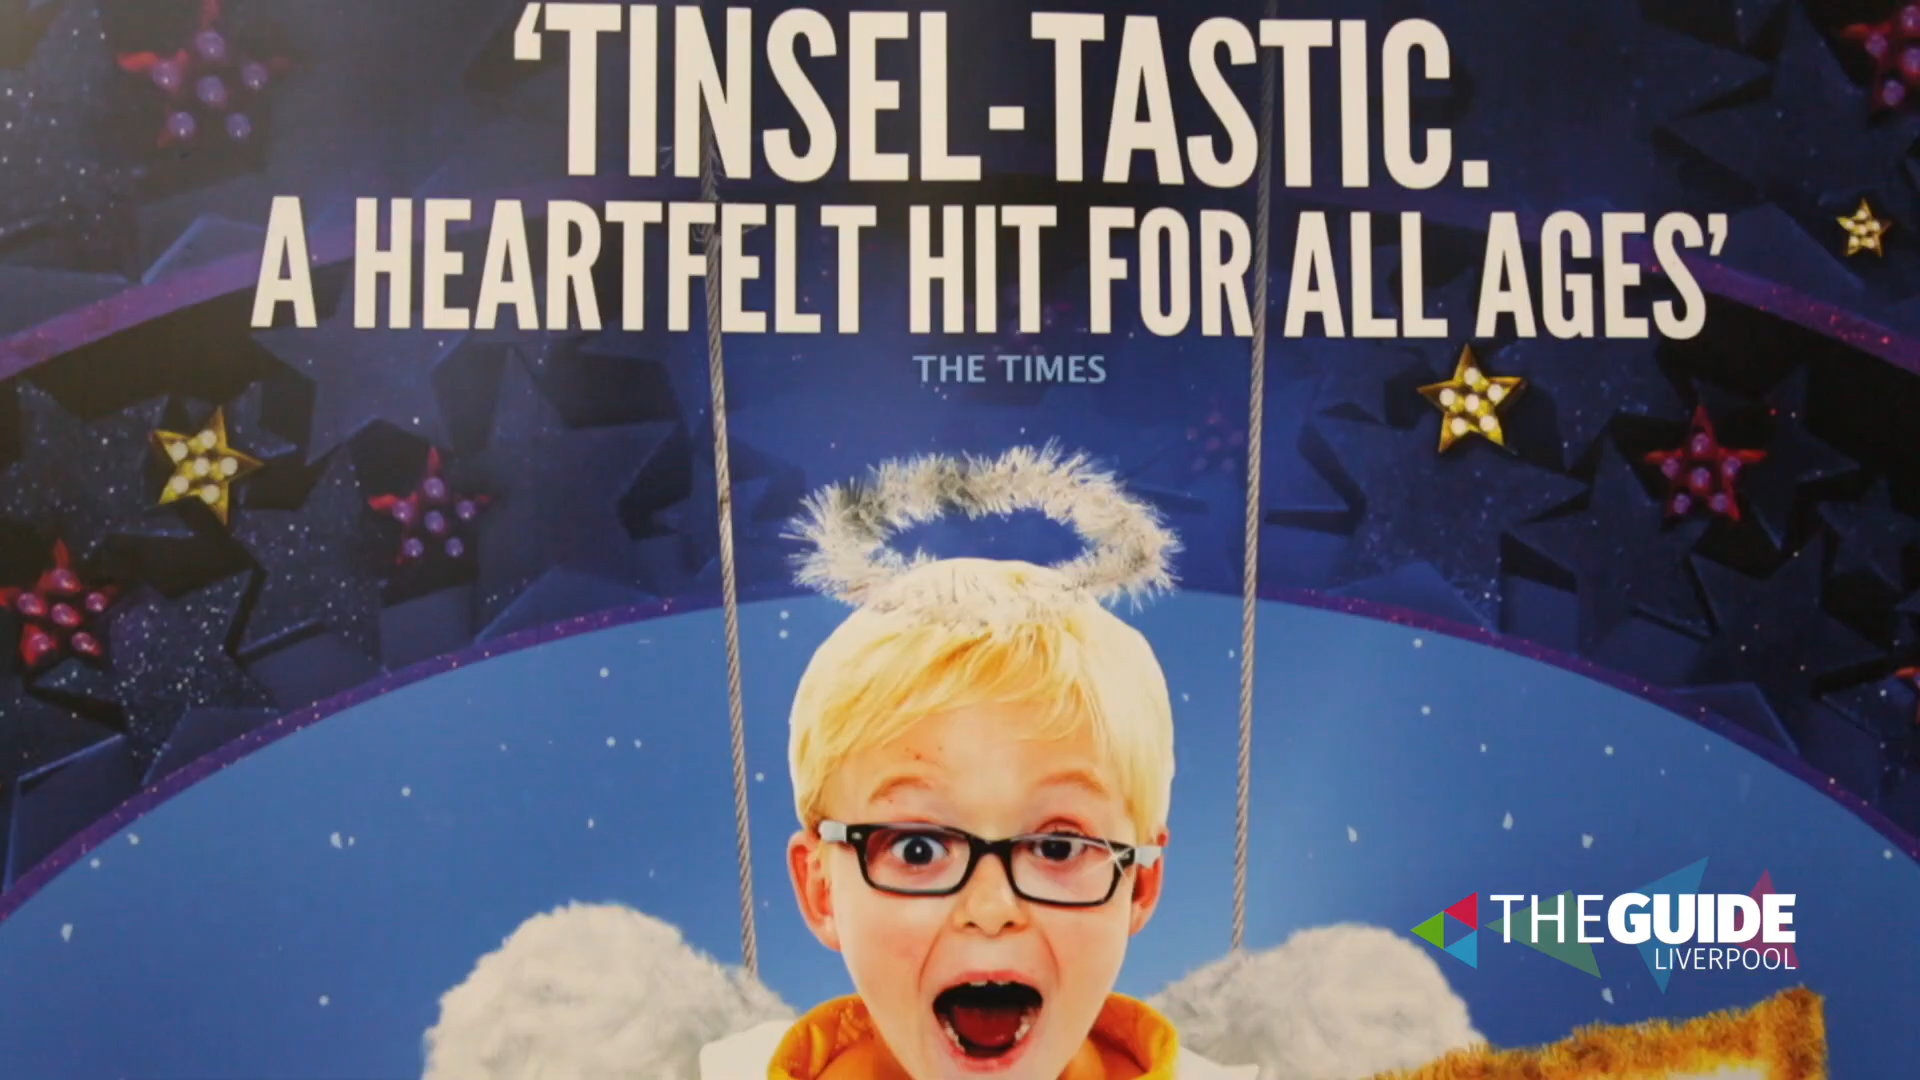 ‘TINSEL-TASTIC.
A HEARTFELT HIT FOR ALL AGES’
THE TIMES
THEGUIDE
LIVERPOOL